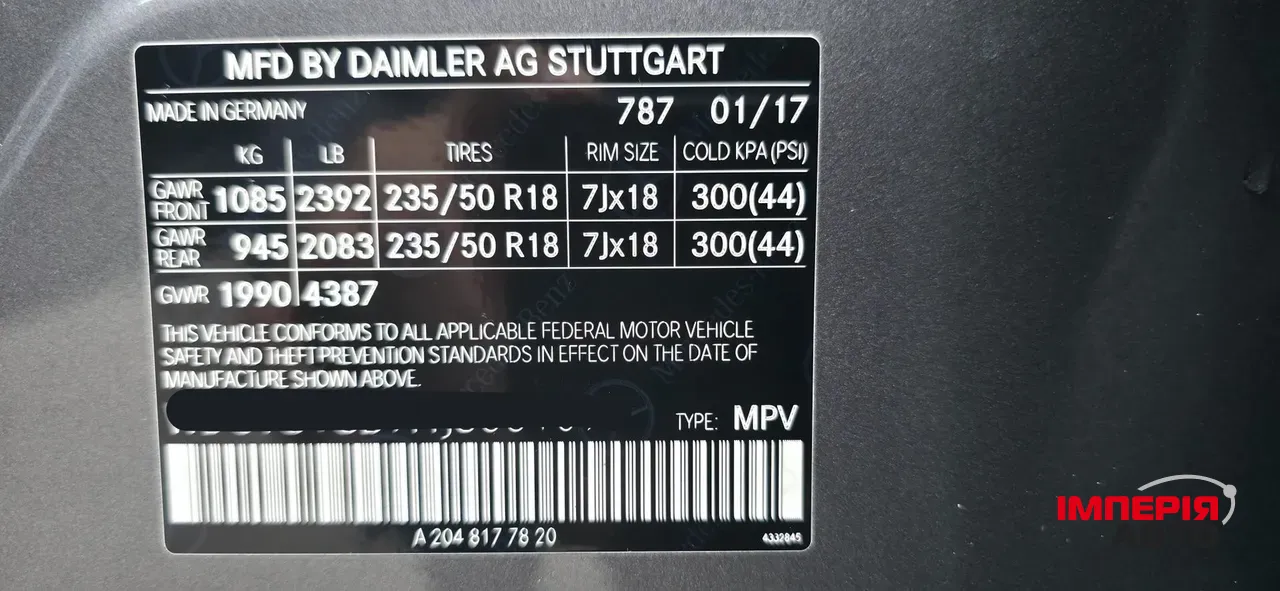 MFD BY DAIMLER AG STUTTGART
MADE IN GERMANY 787 01/17
KG LB TIRES RIM SIZE COLD KPA (PSI)
GAWR FRONT 1085 2392 235/50 R18 7Jx18 300(44)
GAWR REAR 945 2083 235/50 R18 7Jx18 300(44)
GVWR 1990 4387
THIS VEHICLE CONFORMS TO ALL APPLICABLE FEDERAL MOTOR VEHICLE
SAFETY AND THEFT PREVENTION STANDARDS IN EFFECT ON THE DATE OF
MANUFACTURE SHOWN ABOVE.
TYPE: MPV
A 204 817 78 20
4332845
ІМПЕРІЯ
АВТО